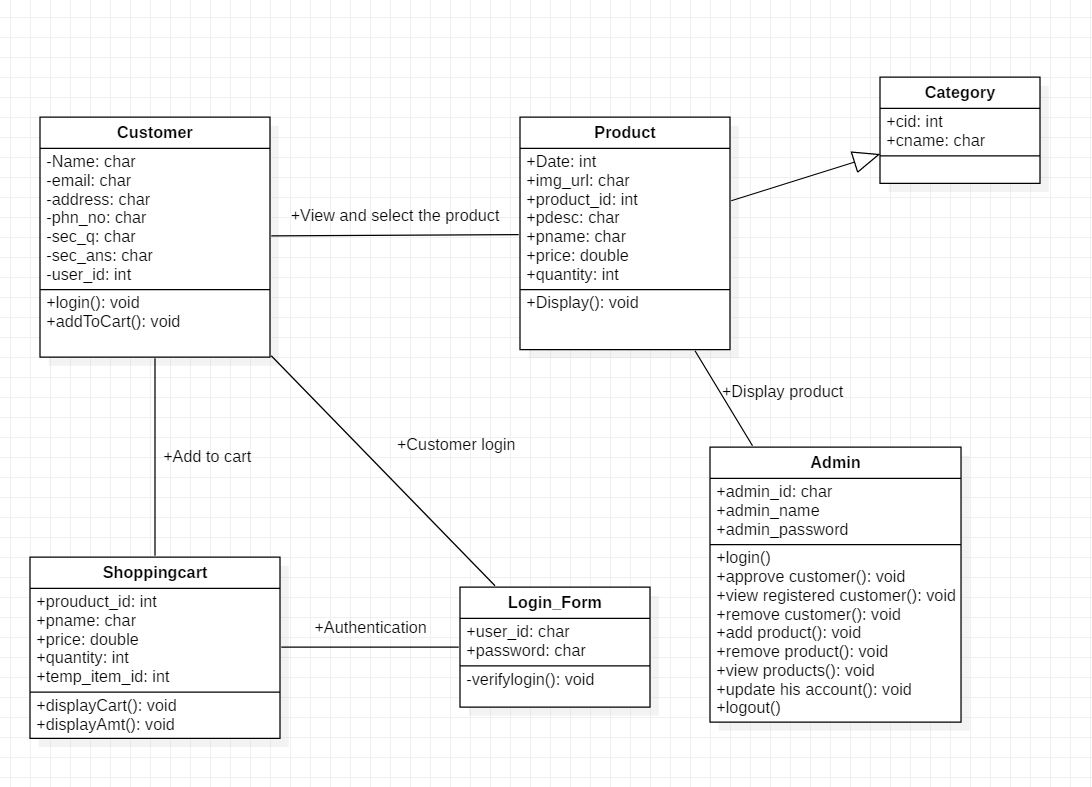 Category
+cid: int
+cname: char
Customer
-Name: char
-email: char
-address: char
-phn_no: char
-sec_q: char
-sec_ans: char
-user_id: int
+login(): void
+addToCart(): void
+View and select the product
Product
+Date: int
+img_url: char
+product_id: int
+pdesc: char
+pname: char
+price: double
+quantity: int
+Display(): void
+Display product
+Customer login
+Add to cart
Admin
+admin_id: char
+admin_name
+admin_password
+login()
+approve customer(): void
+view registered customer(): void
+remove customer(): void
+add product(): void
+remove product(): void
+view products(): void
+update his account(): void
+logout()
Shoppingcart
+prouduct_id: int
+pname: char
+price: double
+quantity: int
+temp_item_id: int
+displayCart(): void
+displayAmt(): void
+Authentication
Login_Form
+user_id: char
+password: char
-verifylogin(): void